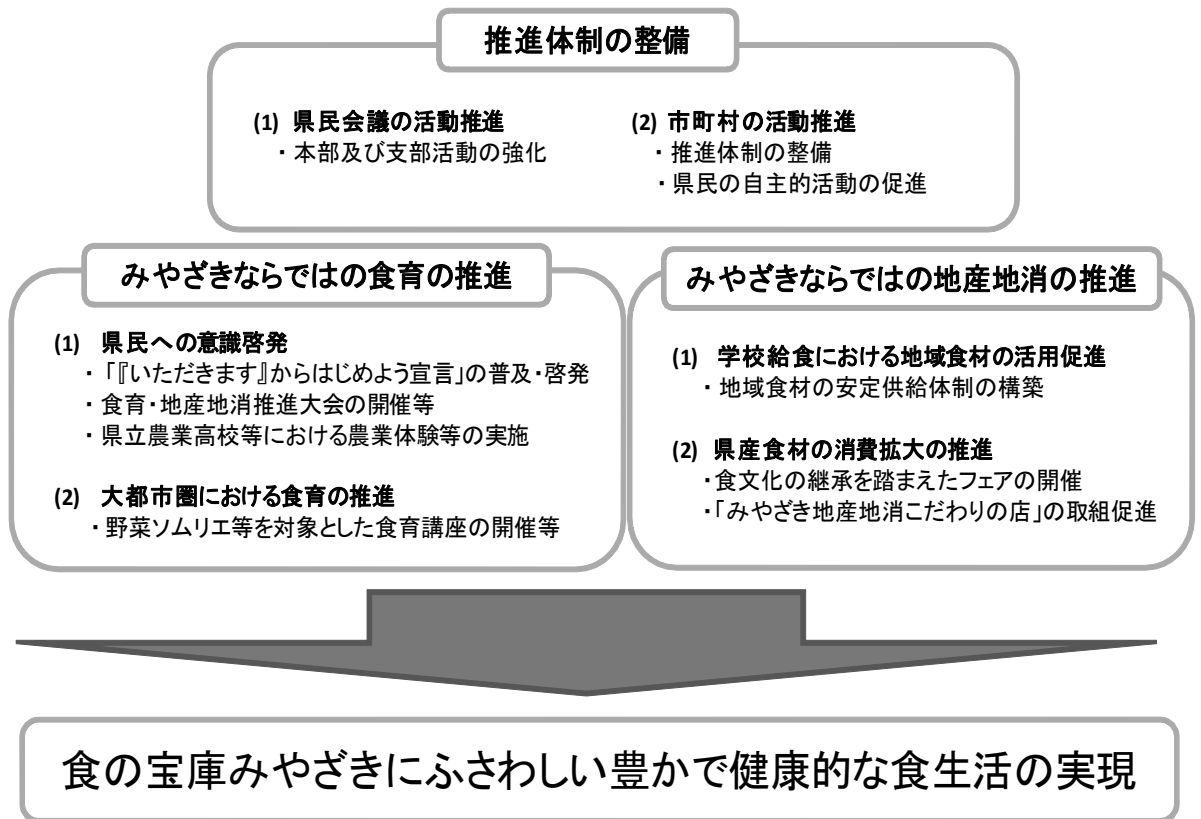 推進体制の整備
(1) 県民会議の活動推進
・本部及び支部活動の強化
(2) 市町村の活動推進
・推進体制の整備
・県民の自主的活動の促進
みやざきならではの食育の推進
(1) 県民への意識啓発
・「『いただきます』からはじめよう宣言」の普及・啓発
・食育・地産地消推進大会の開催等
・県立農業高校等における農業体験等の実施
(2) 大都市圏における食育の推進
・野菜ソムリエ等を対象とした食育講座の開催等
みやざきならではの地産地消の推進
(1) 学校給食における地域食材の活用促進
・地域食材の安定供給体制の構築
(2) 県産食材の消費拡大の推進
・食文化の継承を踏まえたフェアの開催
・「みやざき地産地消こだわりの店」の取組促進
食の宝庫みやざきにふさわしい豊かで健康的な食生活の実現